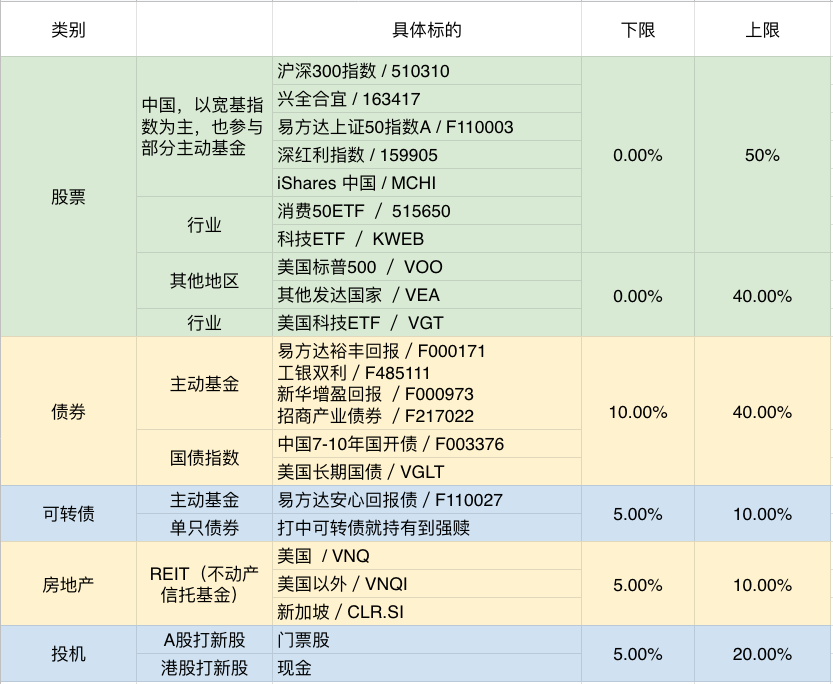 类别 具体标的 下限 上限
股票
中国，以宽基指
数为主，也参与
部分主动基金
沪深300指数 / 510310
兴全合宜 / 163417
易方达上证50指数A / F110003
深红利指数 / 159905
iShares 中国 / MCHI
0.00% 50%
行业
消费50ETF / 515650
科技ETF / KWEB
其他地区
美国标普500 / VOO
其他发达国家 / VEA
0.00% 40.00%
行业 美国科技ETF / VGT
债券
主动基金
易方达裕丰回报 / F000171
工银双利 / F485111
新华增盈回报 / F000973
招商产业债券 / F217022
10.00% 40.00%
国债指数
中国7-10年国开债 / F003376
美国长期国债 / VGLT
可转债
主动基金 易方达安心回报债 / F110027
单只债券 打中可转债就持有到强赎
5.00% 10.00%
房地产
REIT（不动产
信托基金）
美国 / VNQ
美国以外 / VNQI
新加坡 / CLR.SI
5.00% 10.00%
投机
A股打新股 门票股
港股打新股 现金
5.00% 20.00%